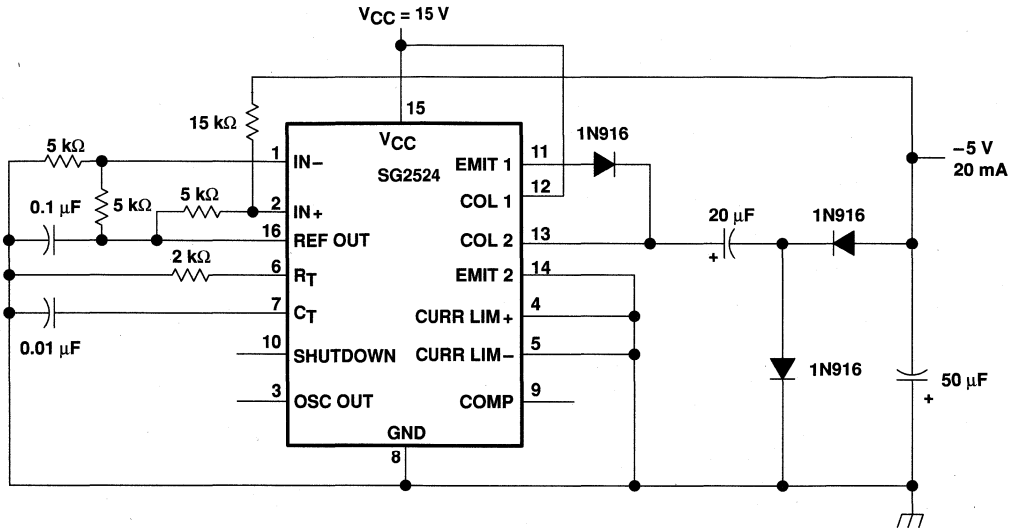 VCC = 15 V
15
15 kΩ
VCC
SG2524
5 kΩ
1
IN−
5 kΩ
5 kΩ
2
IN+
0.1 µF
16
REF OUT
2 kΩ
6
RT
7
CT
0.01 µF
10
SHUTDOWN
3
OSC OUT
GND
8
EMIT 1
11
1N916
COL 1
12
COL 2
13
EMIT 2
14
CURR LIM+
4
CURR LIM−
5
COMP
9
20 µF
+
1N916
1N916
−5 V
20 mA
50 µF
+